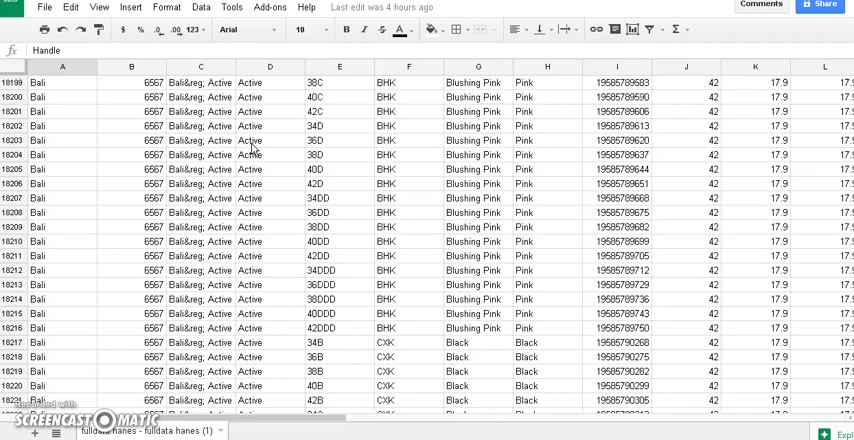 File Edit View Insert Format Data Tools Add-ons Help Last edit was 4 hours ago Comments Share
$ % .0 .00 123 Arial 10 B I S A
fx Handle
A B C D E F G H I J K L
18199 Bali 6567 Bali&reg; Active Active 38C BHK Blushing Pink Pink 19585789583 42 17.9 17.9
18200 Bali 6567 Bali&reg; Active Active 40C BHK Blushing Pink Pink 19585789590 42 17.9 17.9
18201 Bali 6567 Bali&reg; Active Active 42C BHK Blushing Pink Pink 19585789606 42 17.9 17.9
18202 Bali 6567 Bali&reg; Active Active 34D BHK Blushing Pink Pink 19585789613 42 17.9 17.9
18203 Bali 6567 Bali&reg; Active Active 36D BHK Blushing Pink Pink 19585789620 42 17.9 17.9
18204 Bali 6567 Bali&reg; Active Active 38D BHK Blushing Pink Pink 19585789637 42 17.9 17.9
18205 Bali 6567 Bali&reg; Active Active 40D BHK Blushing Pink Pink 19585789644 42 17.9 17.9
18206 Bali 6567 Bali&reg; Active Active 42D BHK Blushing Pink Pink 19585789651 42 17.9 17.9
18207 Bali 6567 Bali&reg; Active Active 34DD BHK Blushing Pink Pink 19585789668 42 17.9 17.9
18208 Bali 6567 Bali&reg; Active Active 36DD BHK Blushing Pink Pink 19585789675 42 17.9 17.9
18209 Bali 6567 Bali&reg; Active Active 38DD BHK Blushing Pink Pink 19585789682 42 17.9 17.9
18210 Bali 6567 Bali&reg; Active Active 40DD BHK Blushing Pink Pink 19585789699 42 17.9 17.9
18211 Bali 6567 Bali&reg; Active Active 42DD BHK Blushing Pink Pink 19585789705 42 17.9 17.9
18212 Bali 6567 Bali&reg; Active Active 34DDD BHK Blushing Pink Pink 19585789712 42 17.9 17.9
18213 Bali 6567 Bali&reg; Active Active 36DDD BHK Blushing Pink Pink 19585789729 42 17.9 17.9
18214 Bali 6567 Bali&reg; Active Active 38DDD BHK Blushing Pink Pink 19585789736 42 17.9 17.9
18215 Bali 6567 Bali&reg; Active Active 40DDD BHK Blushing Pink Pink 19585789743 42 17.9 17.9
18216 Bali 6567 Bali&reg; Active Active 42DDD BHK Blushing Pink Pink 19585789750 42 17.9 17.9
18217 Bali 6567 Bali&reg; Active Active 34B CXK Black Black 19585790268 42 17.9 17.9
18218 Bali 6567 Bali&reg; Active Active 36B CXK Black Black 19585790275 42 17.9 17.9
18219 Bali 6567 Bali&reg; Active Active 38B CXK Black Black 19585790282 42 17.9 17.9
18220 Bali 6567 Bali&reg; Active Active 40B CXK Black Black 19585790299 42 17.9 17.9
18221 Bali 6567 Bali&reg; Active Active 42B CXK Black Black 19585790305 42 17.9 17.9
Recorded with
SCREENCAST-O-MATIC
fulldata hanes - fulldata hanes (1)